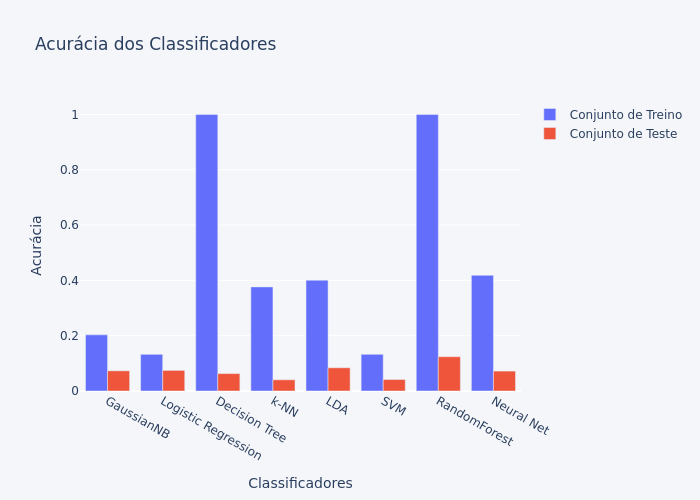 Acurácia dos Classificadores
Conjunto de Treino
Conjunto de Teste
Acurácia
1
0.8
0.6
0.4
0.2
0
GaussianNB
Logistic Regression
Decision Tree
k-NN
LDA
SVM
RandomForest
Neural Net
Classificadores